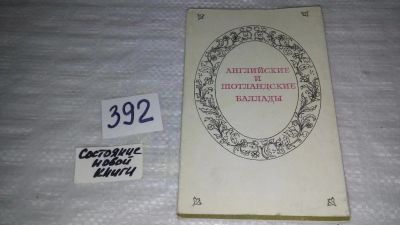 392
Состояние
новой
книги
АНГЛИЙСКИЕ
И
ШОТЛАНДСКИЕ
БАЛЛАДЫ